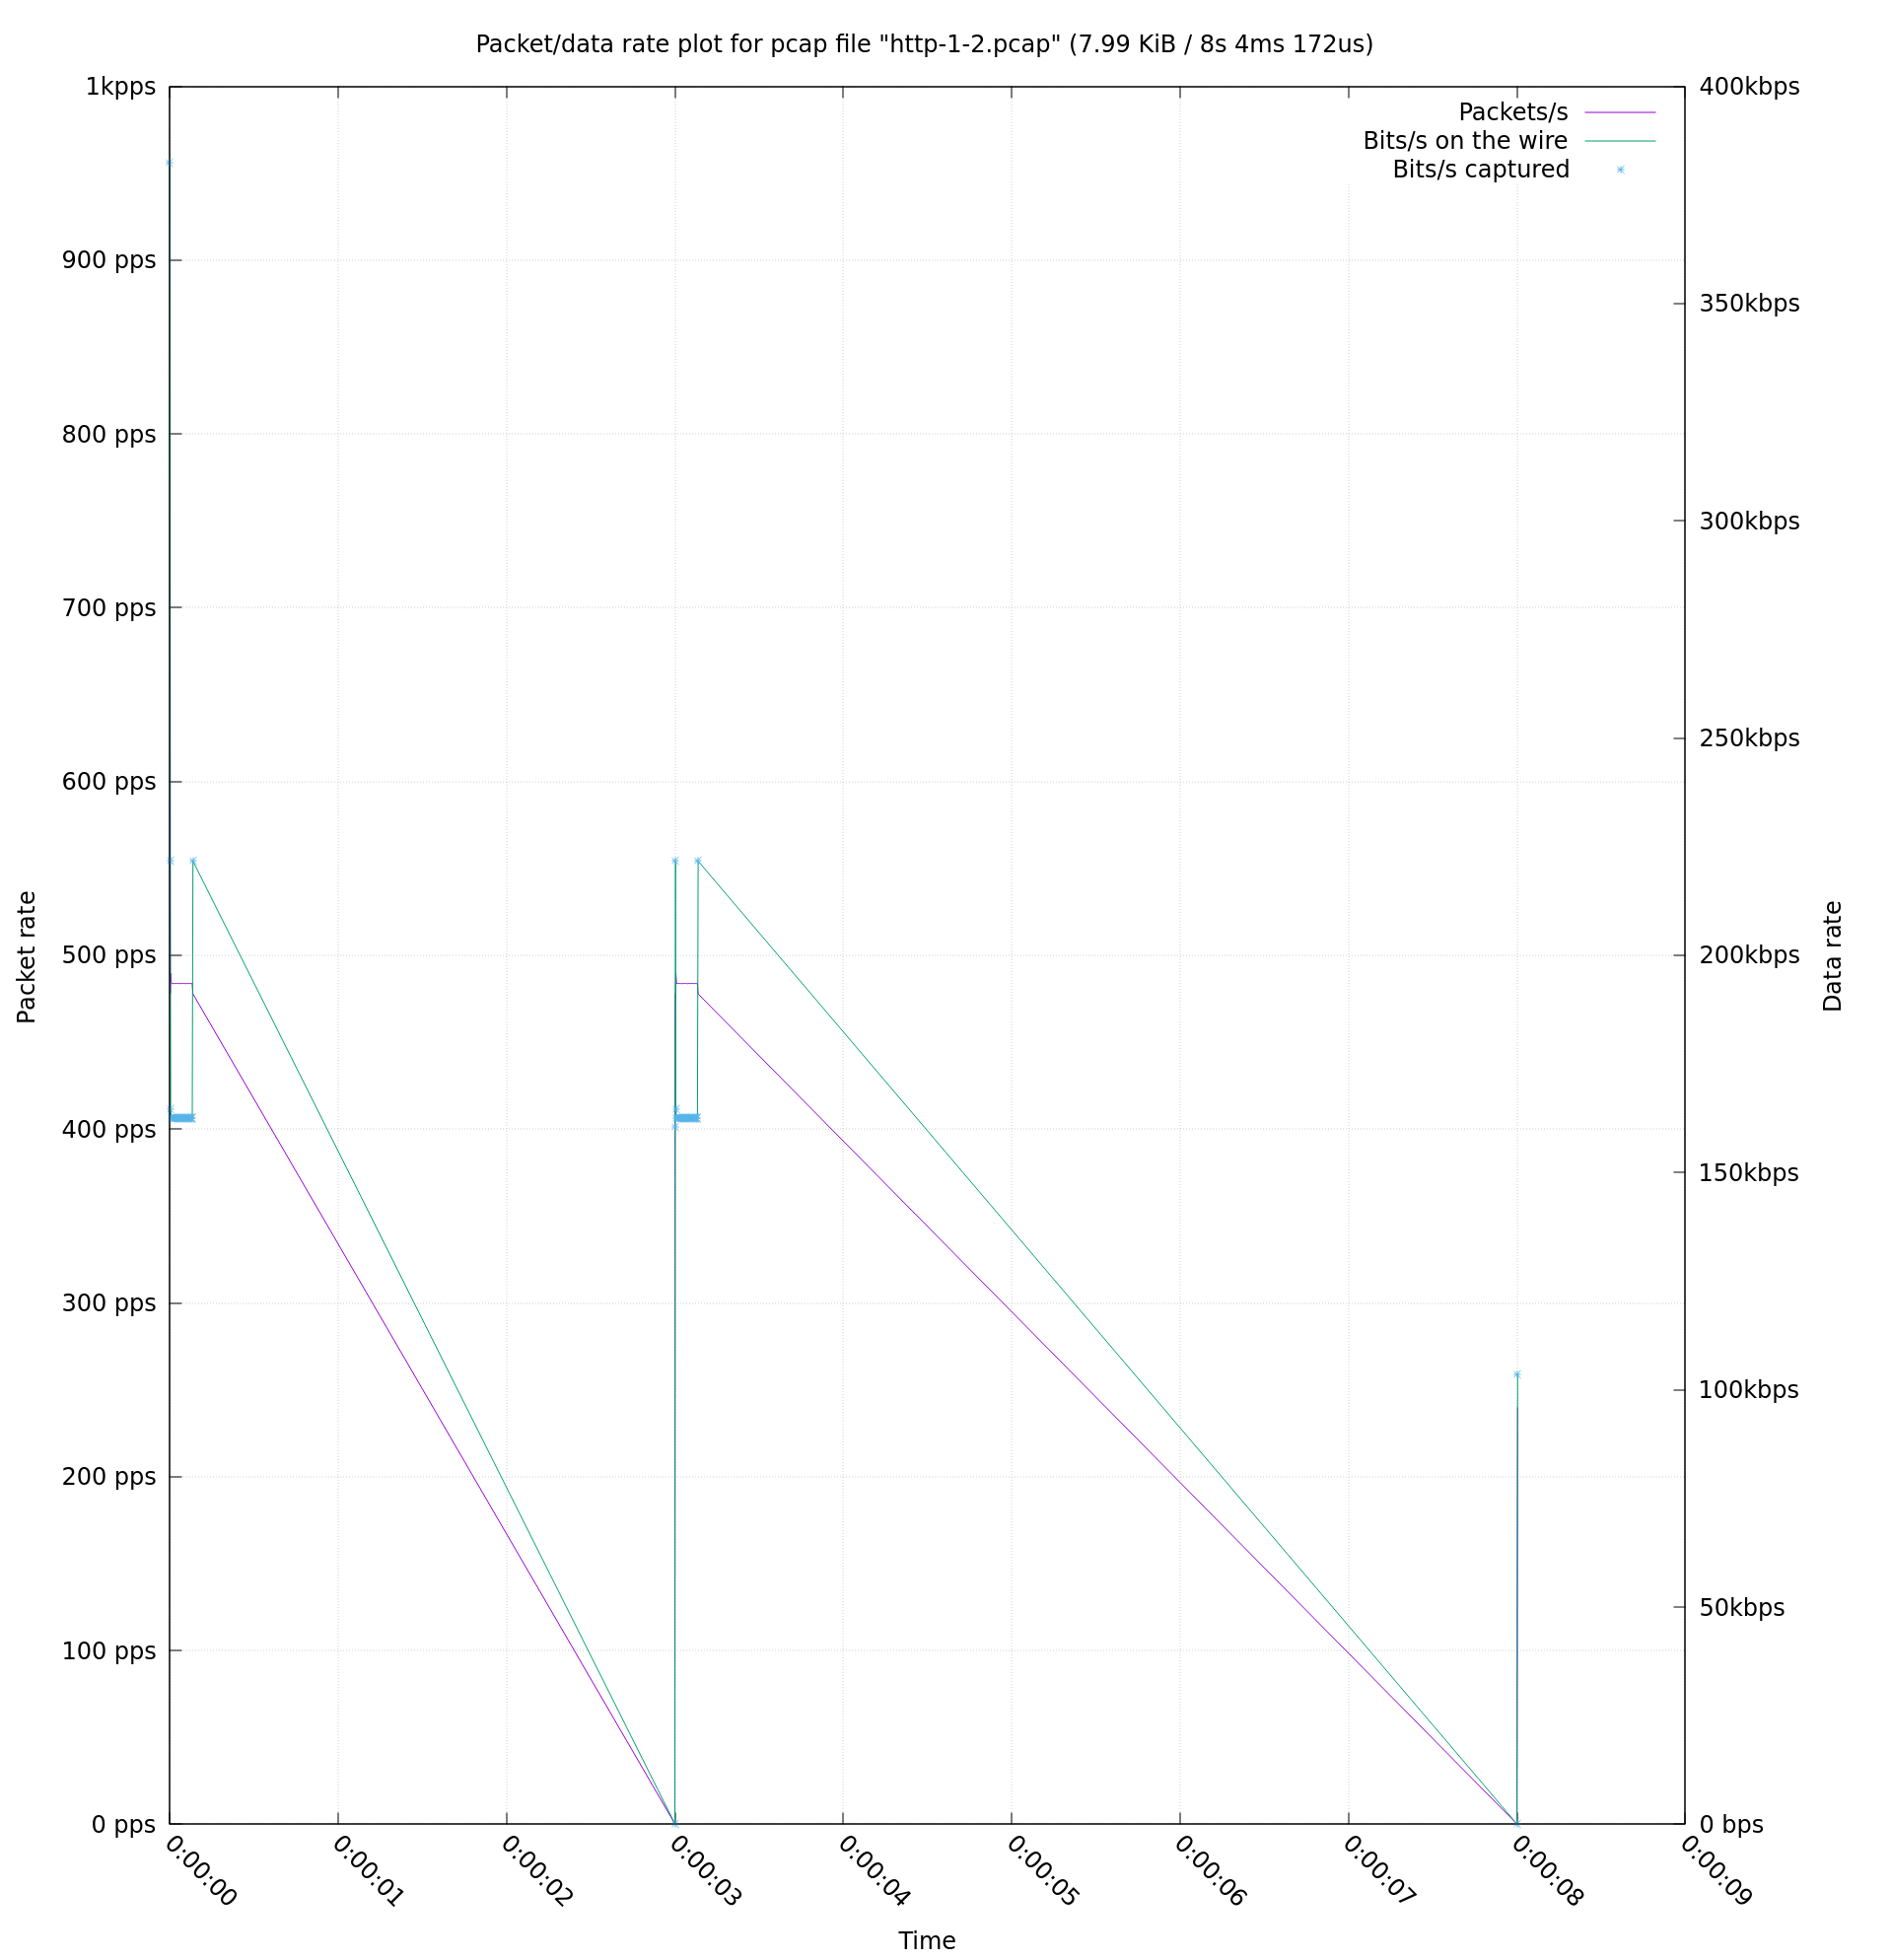 Packet/data rate plot for pcap file "http-1-2.pcap" (7.99 KiB / 8s 4ms 172us)
Packets/s
Bits/s on the wire
Bits/s captured
1kpps
900 pps
800 pps
700 pps
600 pps
500 pps
400 pps
300 pps
200 pps
100 pps
0 pps
Packet rate
400kbps
350kbps
300kbps
250kbps
200kbps
150kbps
100kbps
50kbps
0 bps
Data rate
0:00:00
0:00:01
0:00:02
0:00:03
0:00:04
0:00:05
0:00:06
0:00:07
0:00:08
0:00:09
Time